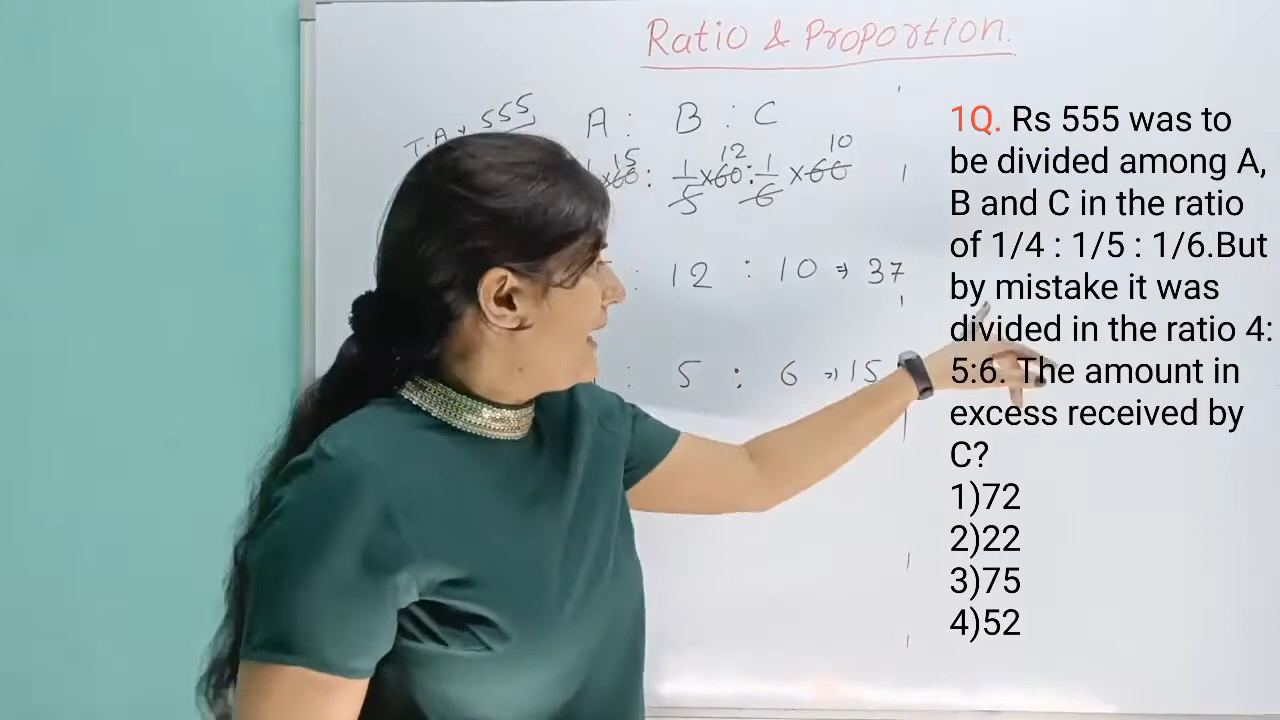 Ratio & Proportion.
T.A → 555
A : B : C
15 12 10
×60 : 1/5 ×60 : 1/6 ×60
: 12 : 10 ⇒ 37
: 5 : 6 ⇒ 15
1Q. Rs 555 was to
be divided among A,
B and C in the ratio
of 1/4 : 1/5 : 1/6.But
by mistake it was
divided in the ratio 4:
5:6. The amount in
excess received by
C?
1)72
2)22
3)75
4)52